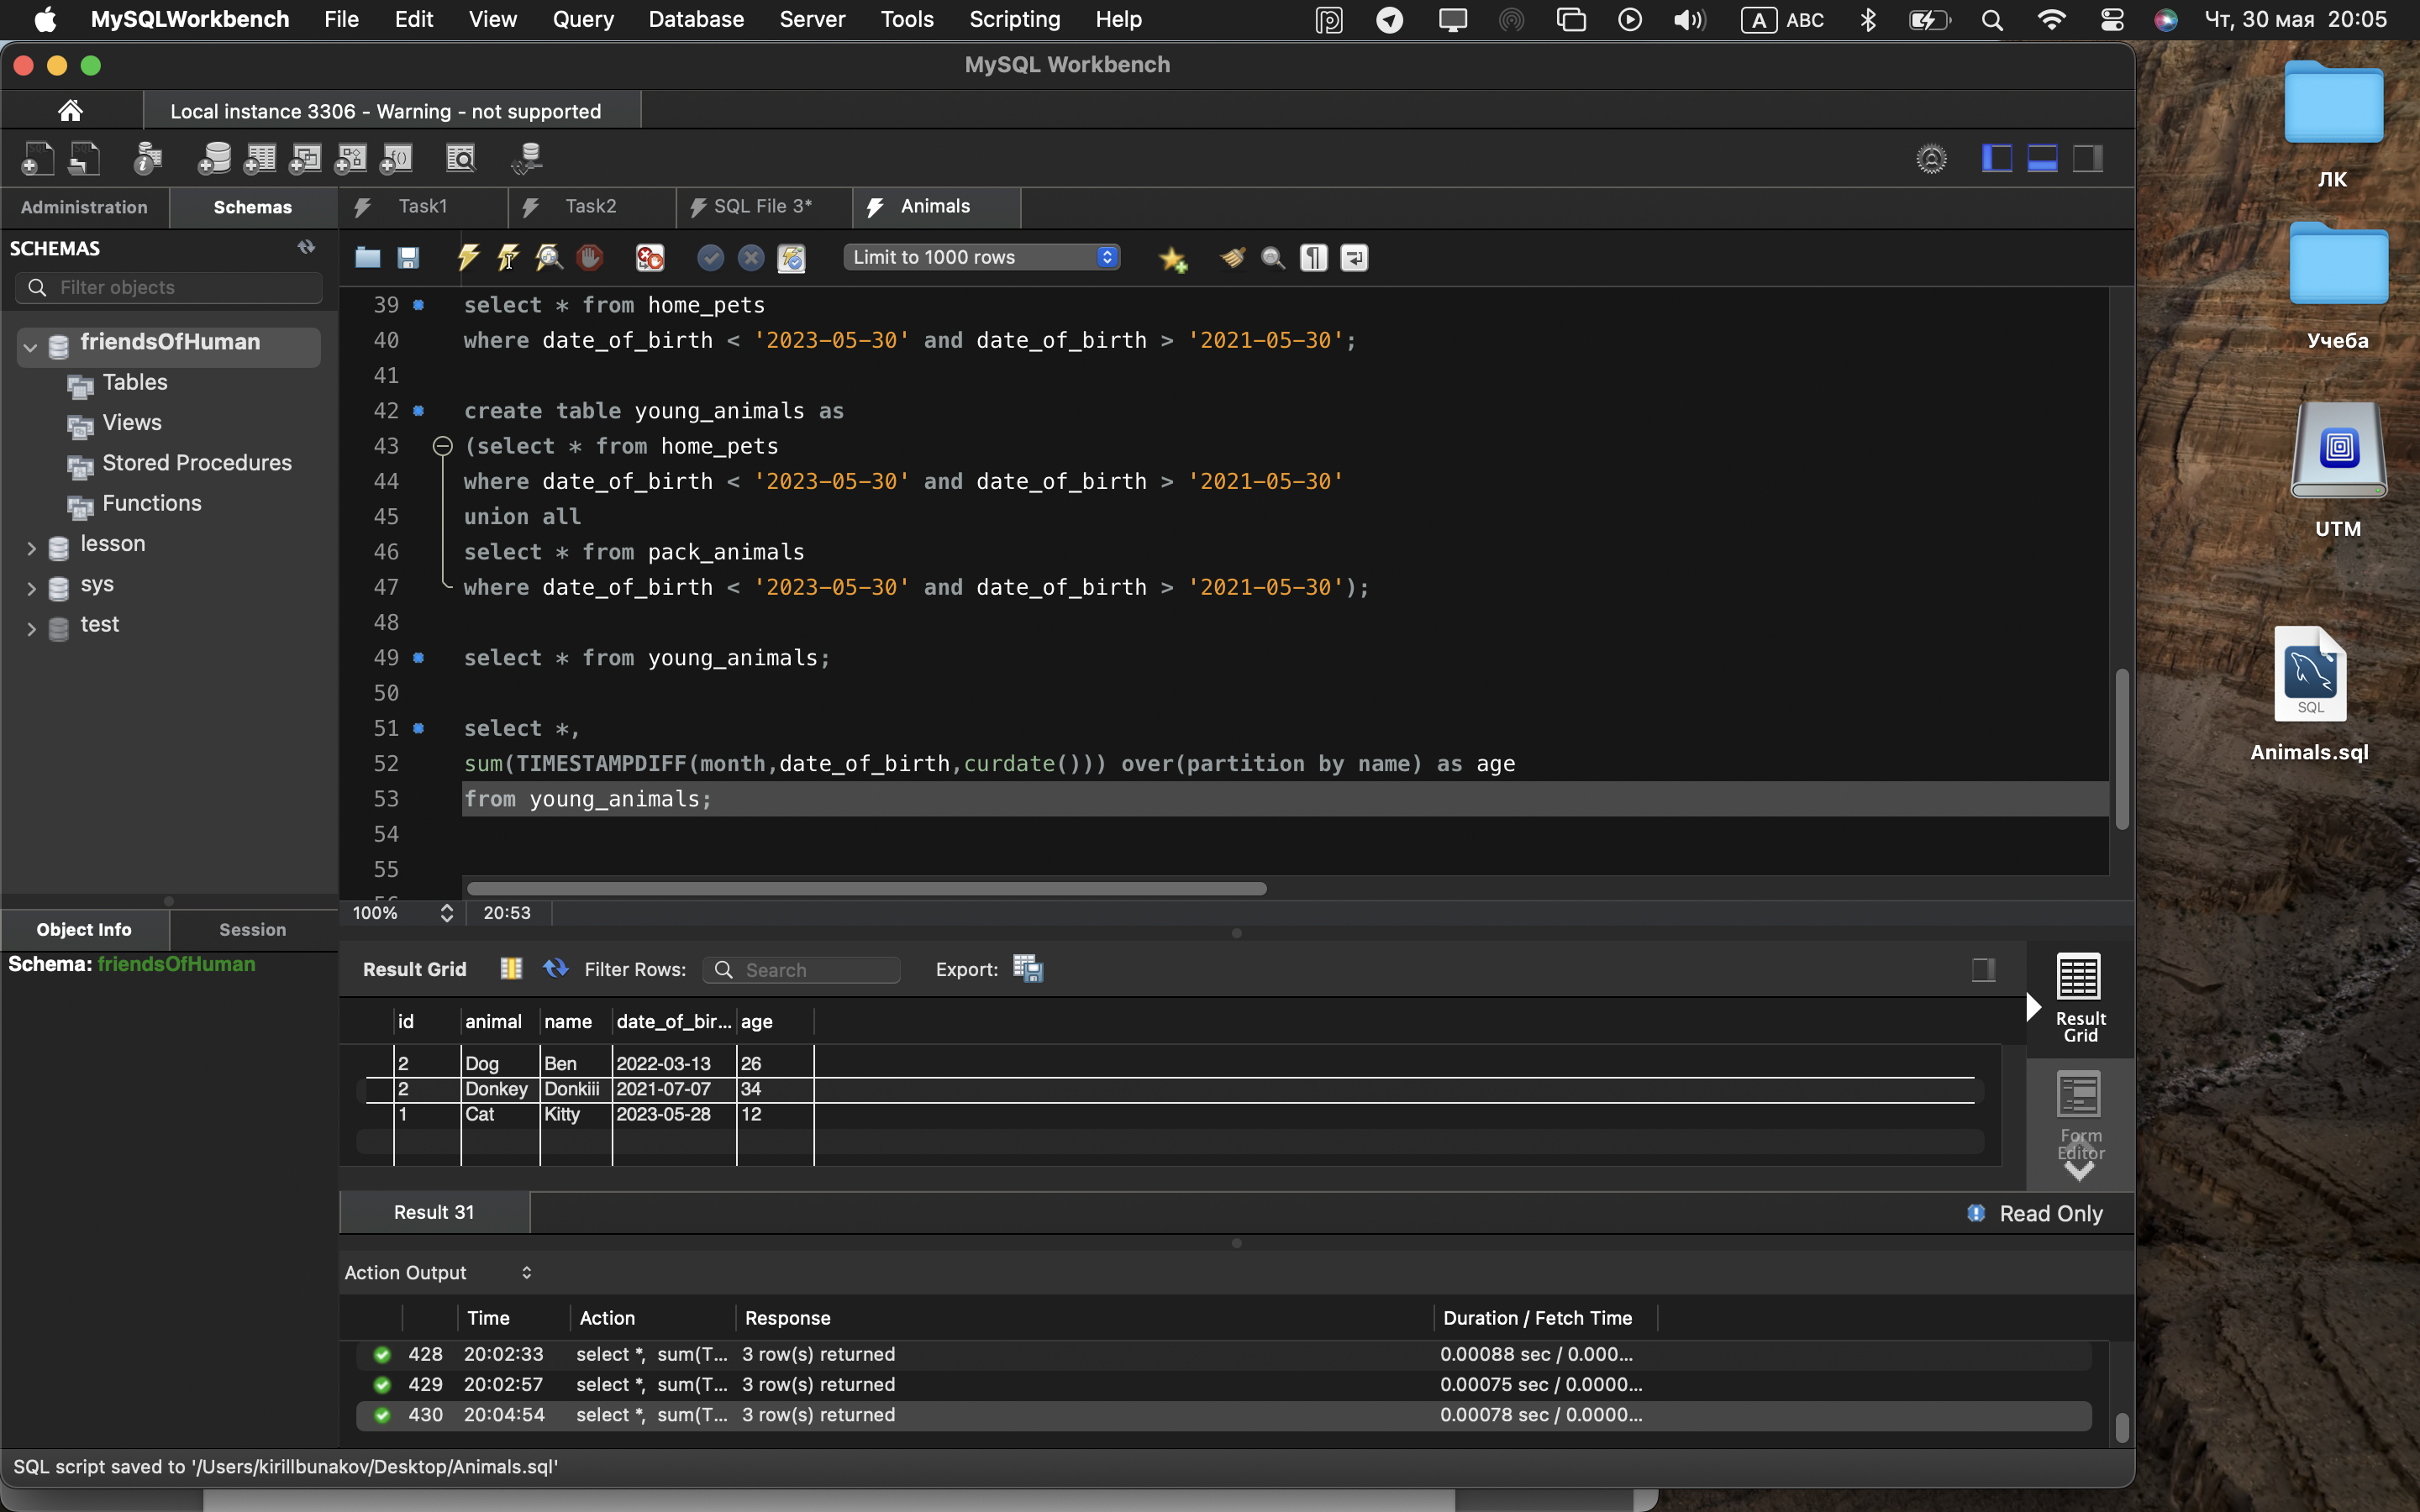 MySQLWorkbench File Edit View Query Database Server Tools Scripting Help A ABC Чт, 30 мая 20:05
MySQL Workbench
Local instance 3306 - Warning - not supported
Administration Schemas Task1 Task2 SQL File 3* Animals
SCHEMAS
Limit to 1000 rows
Filter objects
friendsOfHuman
Tables
Views
Stored Procedures
Functions
lesson
sys
test
39 select * from home_pets
40 where date_of_birth < '2023-05-30' and date_of_birth > '2021-05-30';
41
42 create table young_animals as
43 (select * from home_pets
44 where date_of_birth < '2023-05-30' and date_of_birth > '2021-05-30'
45 union all
46 select * from pack_animals
47 where date_of_birth < '2023-05-30' and date_of_birth > '2021-05-30');
48
49 select * from young_animals;
50
51 select *,
52 sum(TIMESTAMPDIFF(month,date_of_birth,curdate())) over(partition by name) as age
53 from young_animals;
54
55
100% 20:53
Object Info Session
Schema: friendsOfHuman
Result Grid Filter Rows: Search Export:
id animal name date_of_bir... age
2 Dog Ben 2022-03-13 26
2 Donkey Donkiii 2021-07-07 34
1 Cat Kitty 2023-05-28 12
Result Grid
Form Editor
Result 31 Read Only
Action Output
Time Action Response Duration / Fetch Time
428 20:02:33 select *, sum(T... 3 row(s) returned 0.00088 sec / 0.000...
429 20:02:57 select *, sum(T... 3 row(s) returned 0.00075 sec / 0.0000...
430 20:04:54 select *, sum(T... 3 row(s) returned 0.00078 sec / 0.0000...
SQL script saved to '/Users/kirillbunakov/Desktop/Animals.sql'
ЛК
Учеба
UTM
SQL
Animals.sql